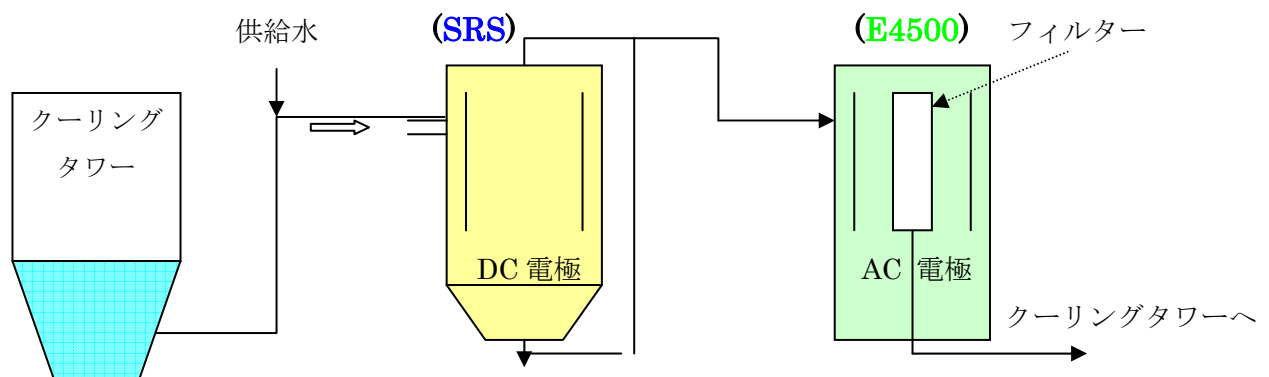 供給水
(SRS)
(E4500)
フィルター
クーリング
タワー
DC 電極
AC 電極
クーリングタワーへ